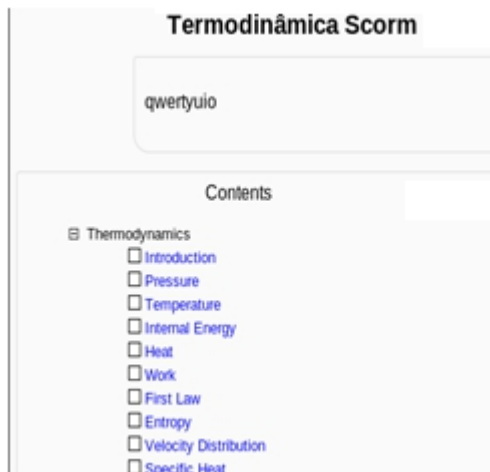 Termodinâmica Scorm
qwertyuio
Contents
Thermodynamics
Introduction
Pressure
Temperature
Internal Energy
Heat
Work
First Law
Entropy
Velocity Distribution
Specific Heat